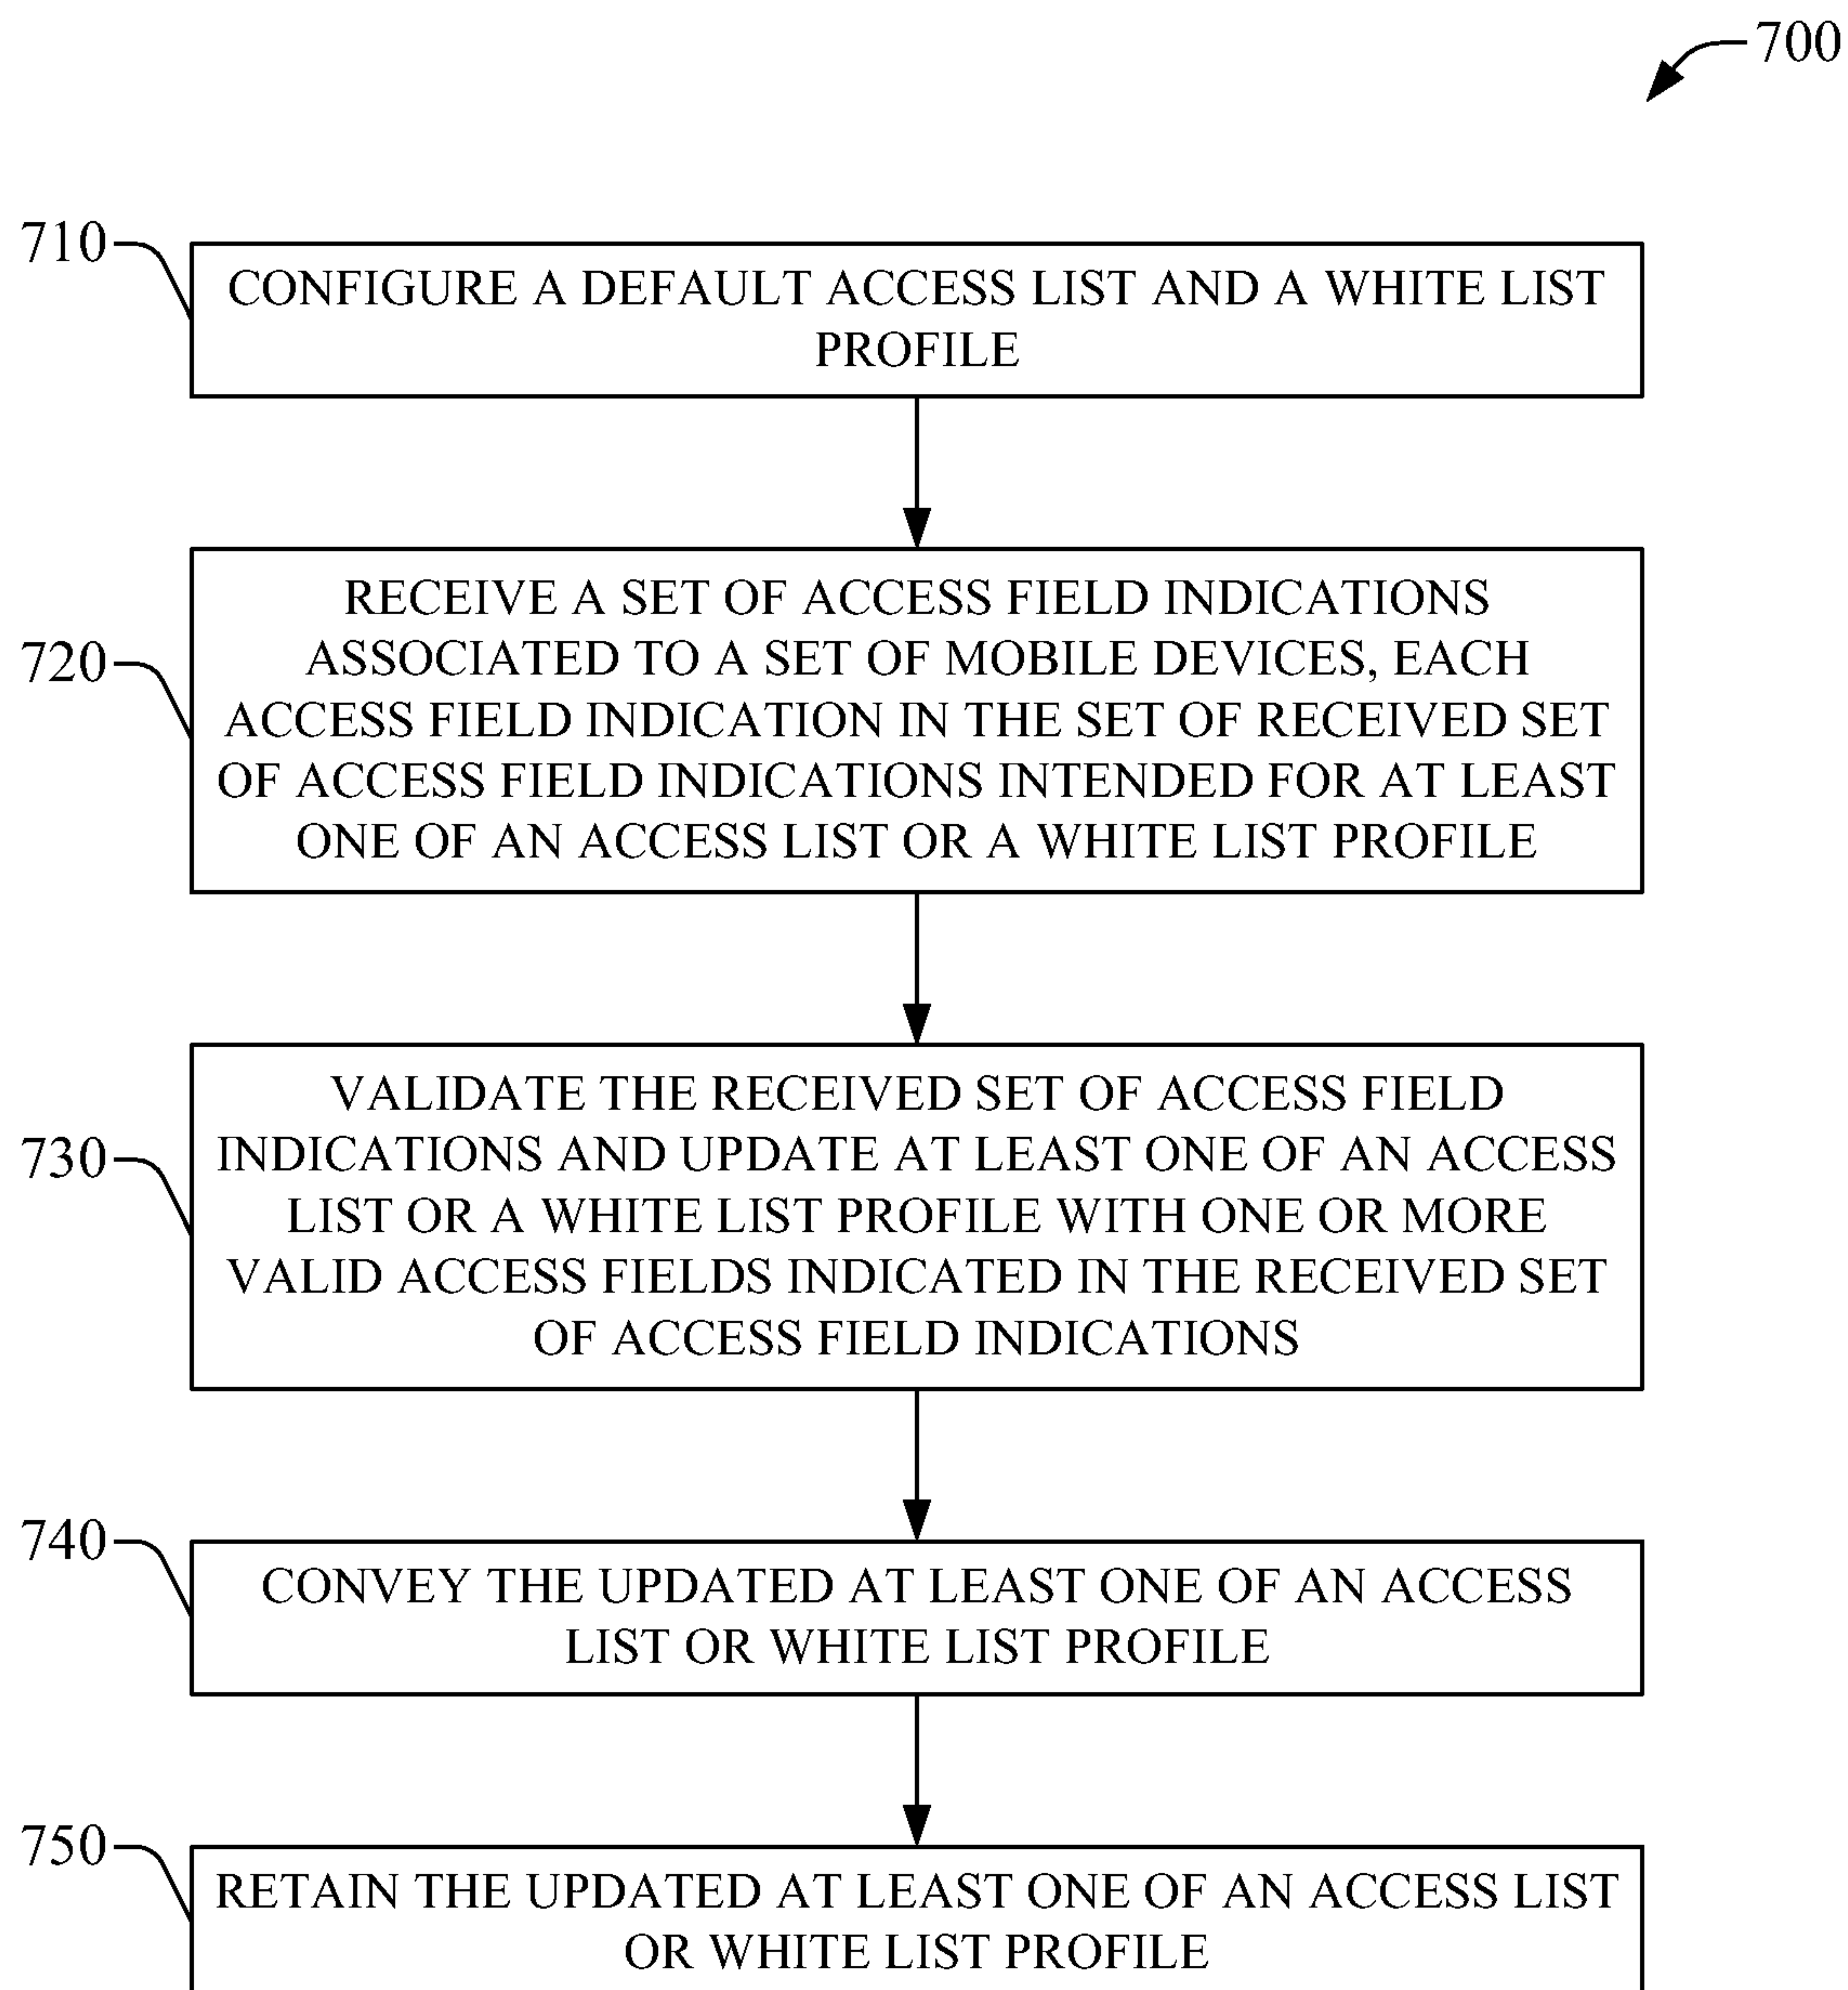 700
710
CONFIGURE A DEFAULT ACCESS LIST AND A WHITE LIST
PROFILE
720
RECEIVE A SET OF ACCESS FIELD INDICATIONS
ASSOCIATED TO A SET OF MOBILE DEVICES, EACH
ACCESS FIELD INDICATION IN THE SET OF RECEIVED SET
OF ACCESS FIELD INDICATIONS INTENDED FOR AT LEAST
ONE OF AN ACCESS LIST OR A WHITE LIST PROFILE
730
VALIDATE THE RECEIVED SET OF ACCESS FIELD
INDICATIONS AND UPDATE AT LEAST ONE OF AN ACCESS
LIST OR A WHITE LIST PROFILE WITH ONE OR MORE
VALID ACCESS FIELDS INDICATED IN THE RECEIVED SET
OF ACCESS FIELD INDICATIONS
740
CONVEY THE UPDATED AT LEAST ONE OF AN ACCESS
LIST OR WHITE LIST PROFILE
750
RETAIN THE UPDATED AT LEAST ONE OF AN ACCESS LIST
OR WHITE LIST PROFILE